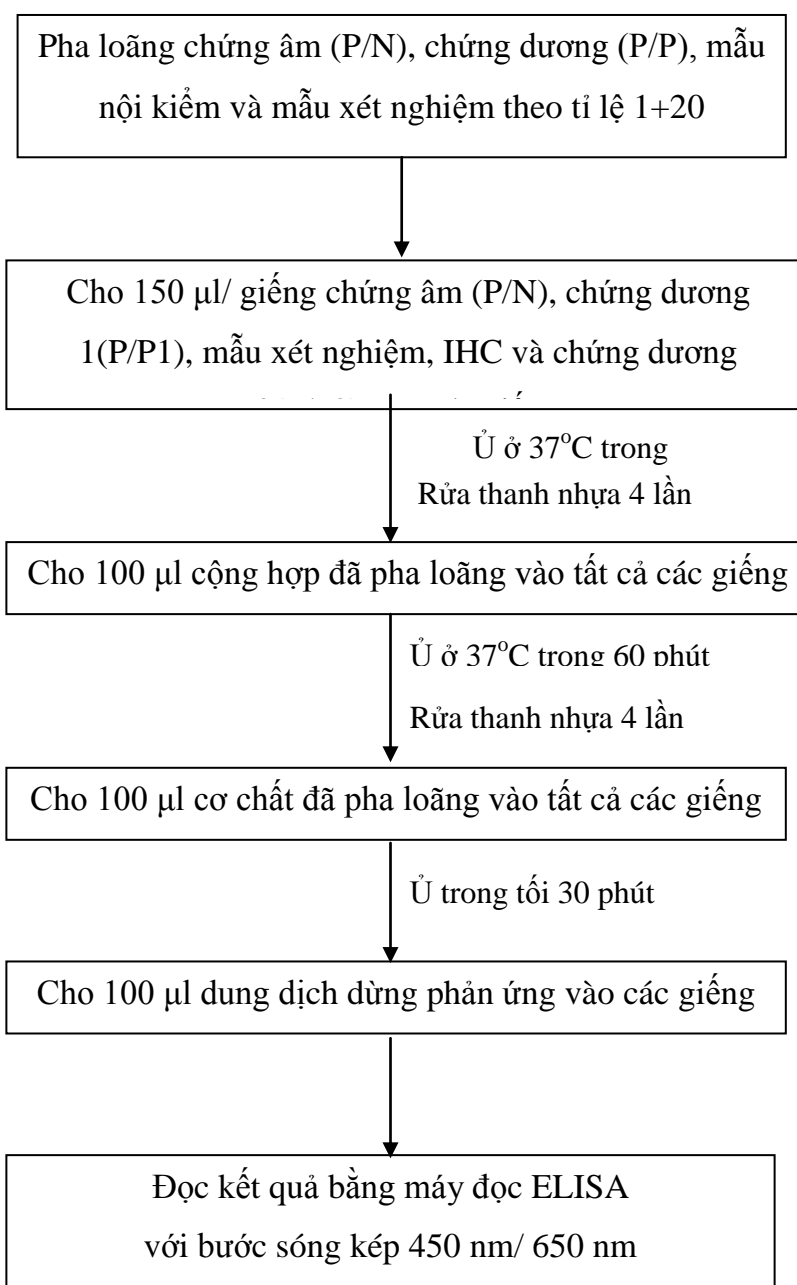 Pha loãng chứng âm (P/N), chứng dương (P/P), mẫu
nội kiểm và mẫu xét nghiệm theo tỉ lệ 1+20
Cho 150 µl/ giếng chứng âm (P/N), chứng dương
1(P/P1), mẫu xét nghiệm, IHC và chứng dương
Ủ ở 37°C trong
Rửa thanh nhựa 4 lần
Cho 100 µl cộng hợp đã pha loãng vào tất cả các giếng
Ủ ở 37°C trong 60 phút
Rửa thanh nhựa 4 lần
Cho 100 µl cơ chất đã pha loãng vào tất cả các giếng
Ủ trong tối 30 phút
Cho 100 µl dung dịch dừng phản ứng vào các giếng
Đọc kết quả bằng máy đọc ELISA
với bước sóng kép 450 nm/ 650 nm